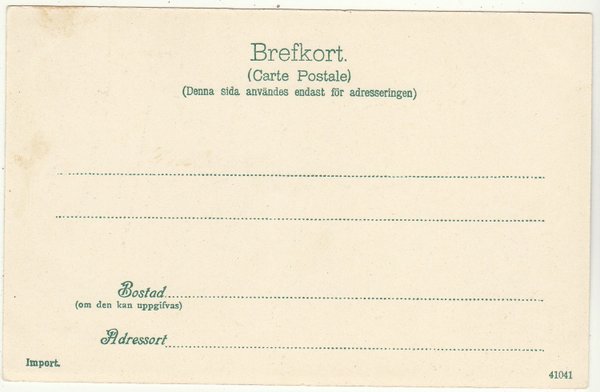 Brefkort.
(Carte Postale)
(Denna sida användes endast för adresseringen)
Bostad
(om den kan uppgifvas)
Adressort
Import.
41041